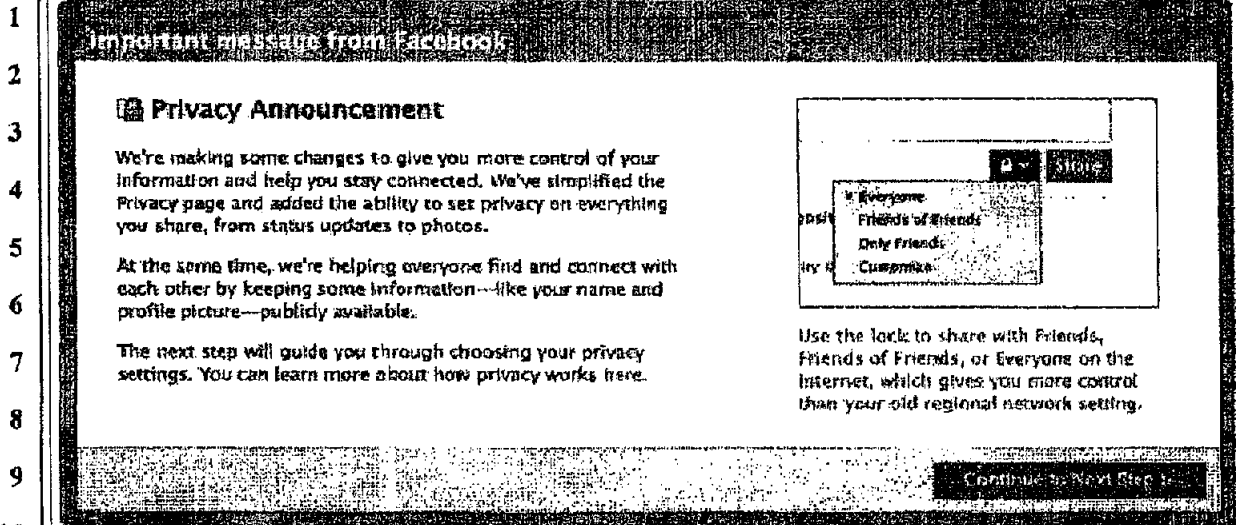 1
2
3
4
5
6
7
8
9
Important message from Facebook
Privacy Announcement
We're making some changes to give you more control of your
information and help you stay connected. We've simplified the
Privacy page and added the ability to set privacy on everything
you share, from status updates to photos.
At the same time, we're helping everyone find and connect with
each other by keeping some information—like your name and
profile picture—publicly available.
The next step will guide you through choosing your privacy
settings. You can learn more about how privacy works here.
Everyone
Friends of Friends
Only Friends
Customize
Use the lock to share with Friends,
Friends of Friends, or Everyone on the
Internet, which gives you more control
than your old regional network setting.
Continue to Next Step